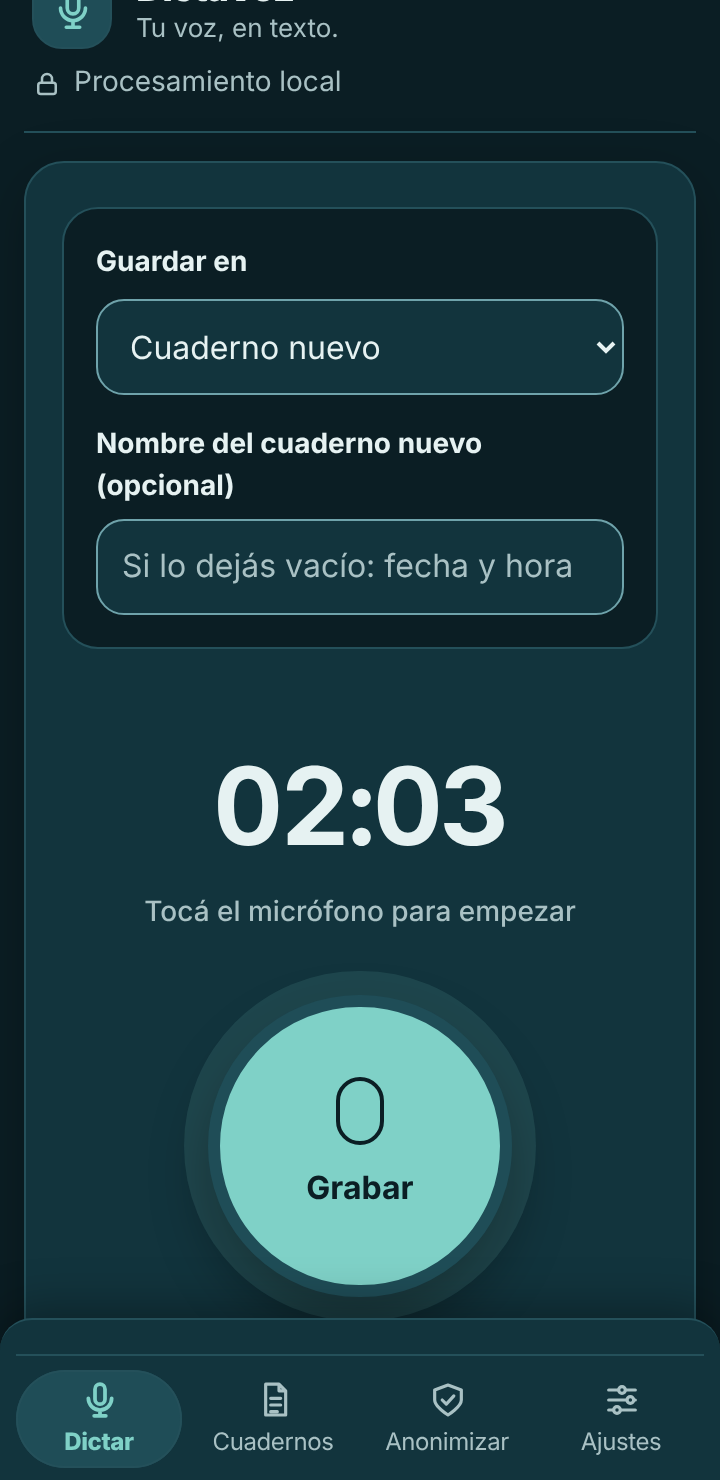 Tu voz, en texto.
Procesamiento local
Guardar en
Cuaderno nuevo
Nombre del cuaderno nuevo
(opcional)
Si lo dejás vacío: fecha y hora
02:03
Tocá el micrófono para empezar
Grabar
Dictar
Cuadernos
Anonimizar
Ajustes